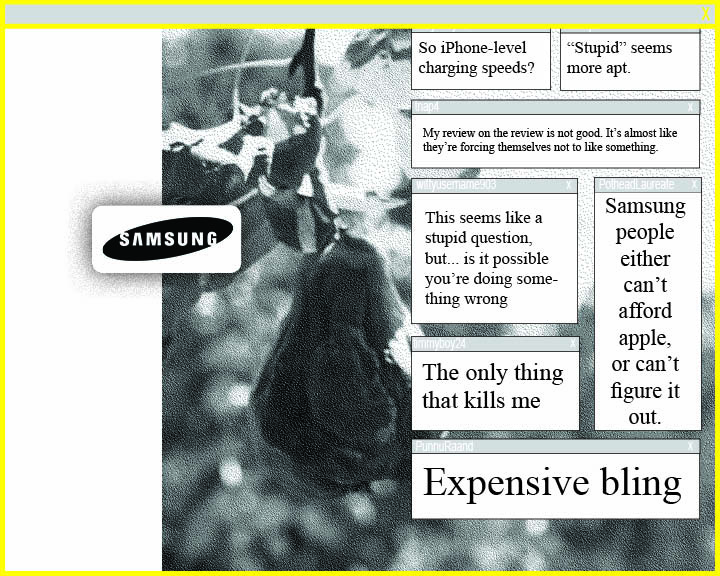 X
So iPhone-level
charging speeds?
“Stupid” seems
more apt.
X
My review on the review is not good. It’s almost like
they’re forcing themselves not to like something.
wittyusername903 X
This seems like a
stupid question,
but... is it possible
you’re doing some-
thing wrong
PotheadLaureate X
Samsung
people
either
can’t
afford
apple,
or can’t
figure it
out.
SAMSUNG
timmyboy24 X
The only thing
that kills me
PunnuRaand X
Expensive bling